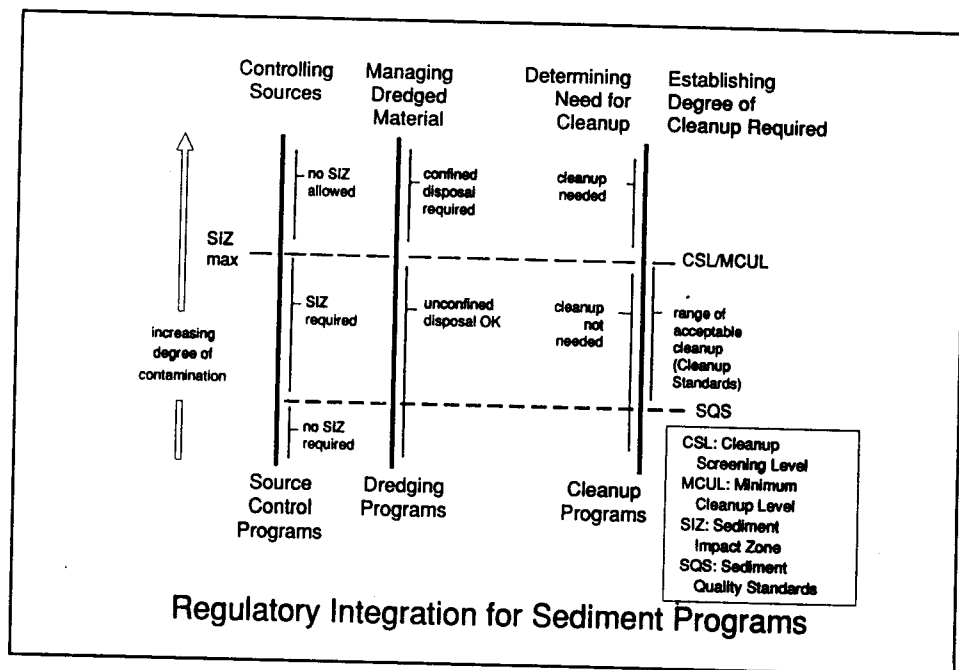 Controlling
Sources
Managing
Dredged
Material
Determining
Need for
Cleanup
Establishing
Degree of
Cleanup Required
no SIZ
allowed
confined
disposal
required
cleanup
needed
SIZ
max
CSL/MCUL
SIZ
required
unconfined
disposal OK
cleanup
not
needed
range of
acceptable
cleanup
(Cleanup
Standards)
increasing
degree of
contamination
SQS
no SIZ
required
Source
Control
Programs
Dredging
Programs
Cleanup
Programs
CSL: Cleanup
Screening Level
MCUL: Minimum
Cleanup Level
SIZ: Sediment
Impact Zone
SQS: Sediment
Quality Standards
Regulatory Integration for Sediment Programs